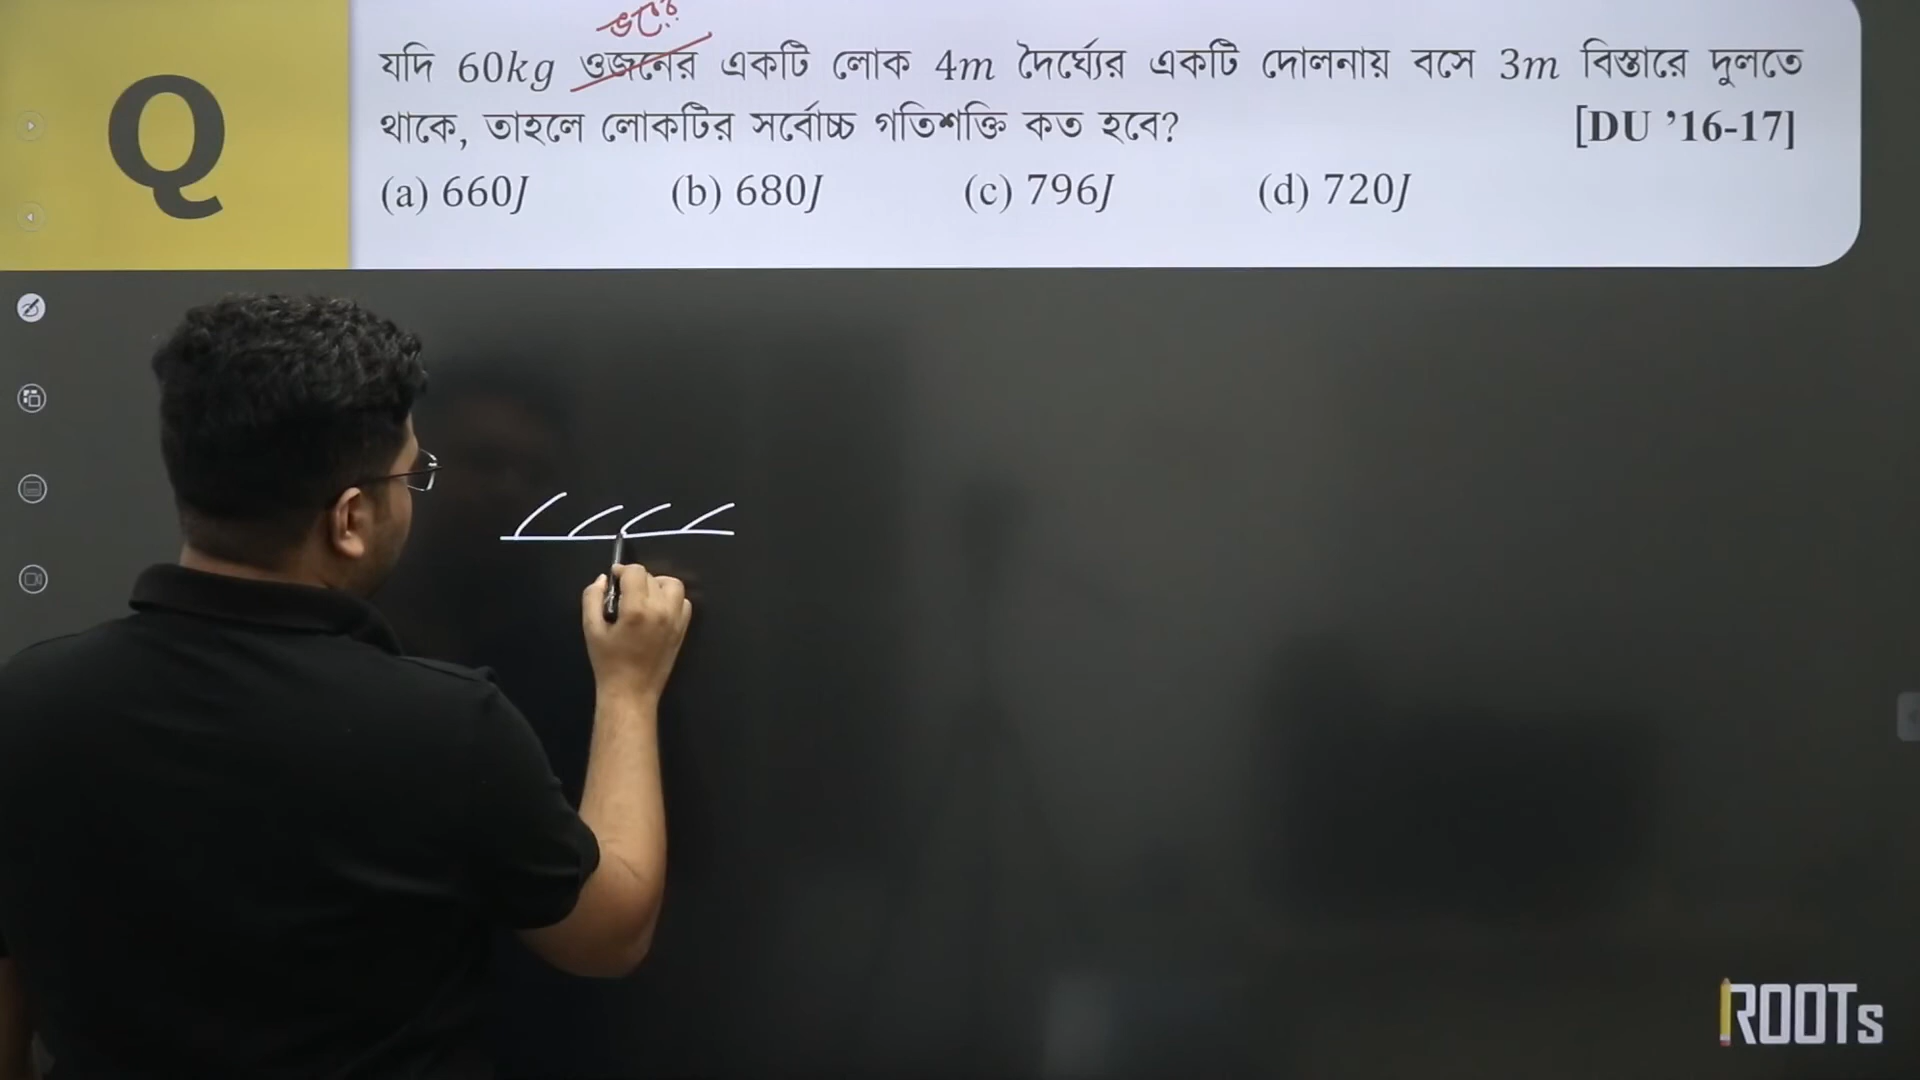 ভরের
Q
যদি 60kg ওজনের একটি লোক 4m দৈর্ঘ্যের একটি দোলনায় বসে 3m বিস্তারে দুলতে
থাকে, তাহলে লোকটির সর্বোচ্চ গতিশক্তি কত হবে? [DU ’16-17]
(a) 660J (b) 680J (c) 796J (d) 720J
ROOTs